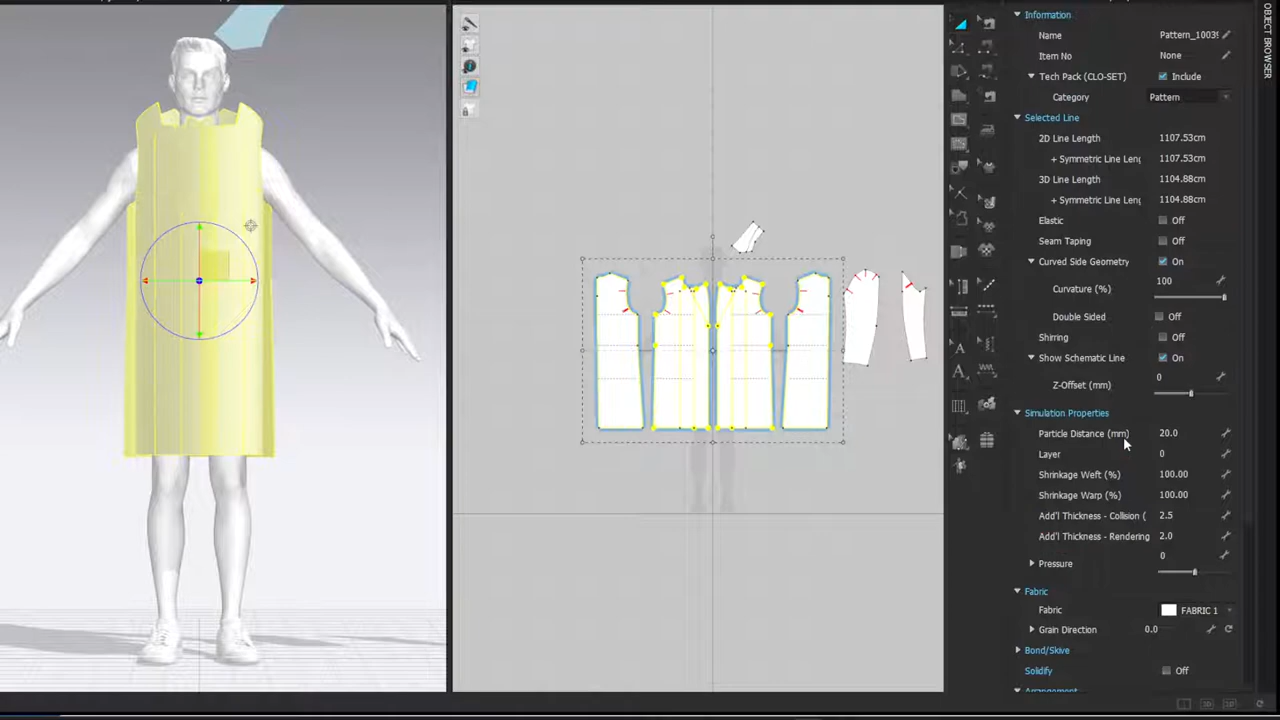 OBJECT BROWSER
Information
Name Pattern_1003
Item No None
Tech Pack (CLO-SET) Include
Category Pattern
Selected Line
2D Line Length 1107.53cm
+ Symmetric Line Leng 1107.53cm
3D Line Length 1104.88cm
+ Symmetric Line Leng 1104.88cm
Elastic Off
Seam Taping Off
Curved Side Geometry On
Curvature (%) 100
Double Sided Off
Shirring Off
Show Schematic Line On
Z-Offset (mm) 0
Simulation Properties
Particle Distance (mm) 20.0
Layer 0
Shrinkage Weft (%) 100.00
Shrinkage Warp (%) 100.00
Add'l Thickness - Collision ( 2.5
Add'l Thickness - Rendering 2.0
Pressure 0
Fabric
Fabric FABRIC 1
Grain Direction 0.0
Bond/Skive
Solidify Off
Arrangement